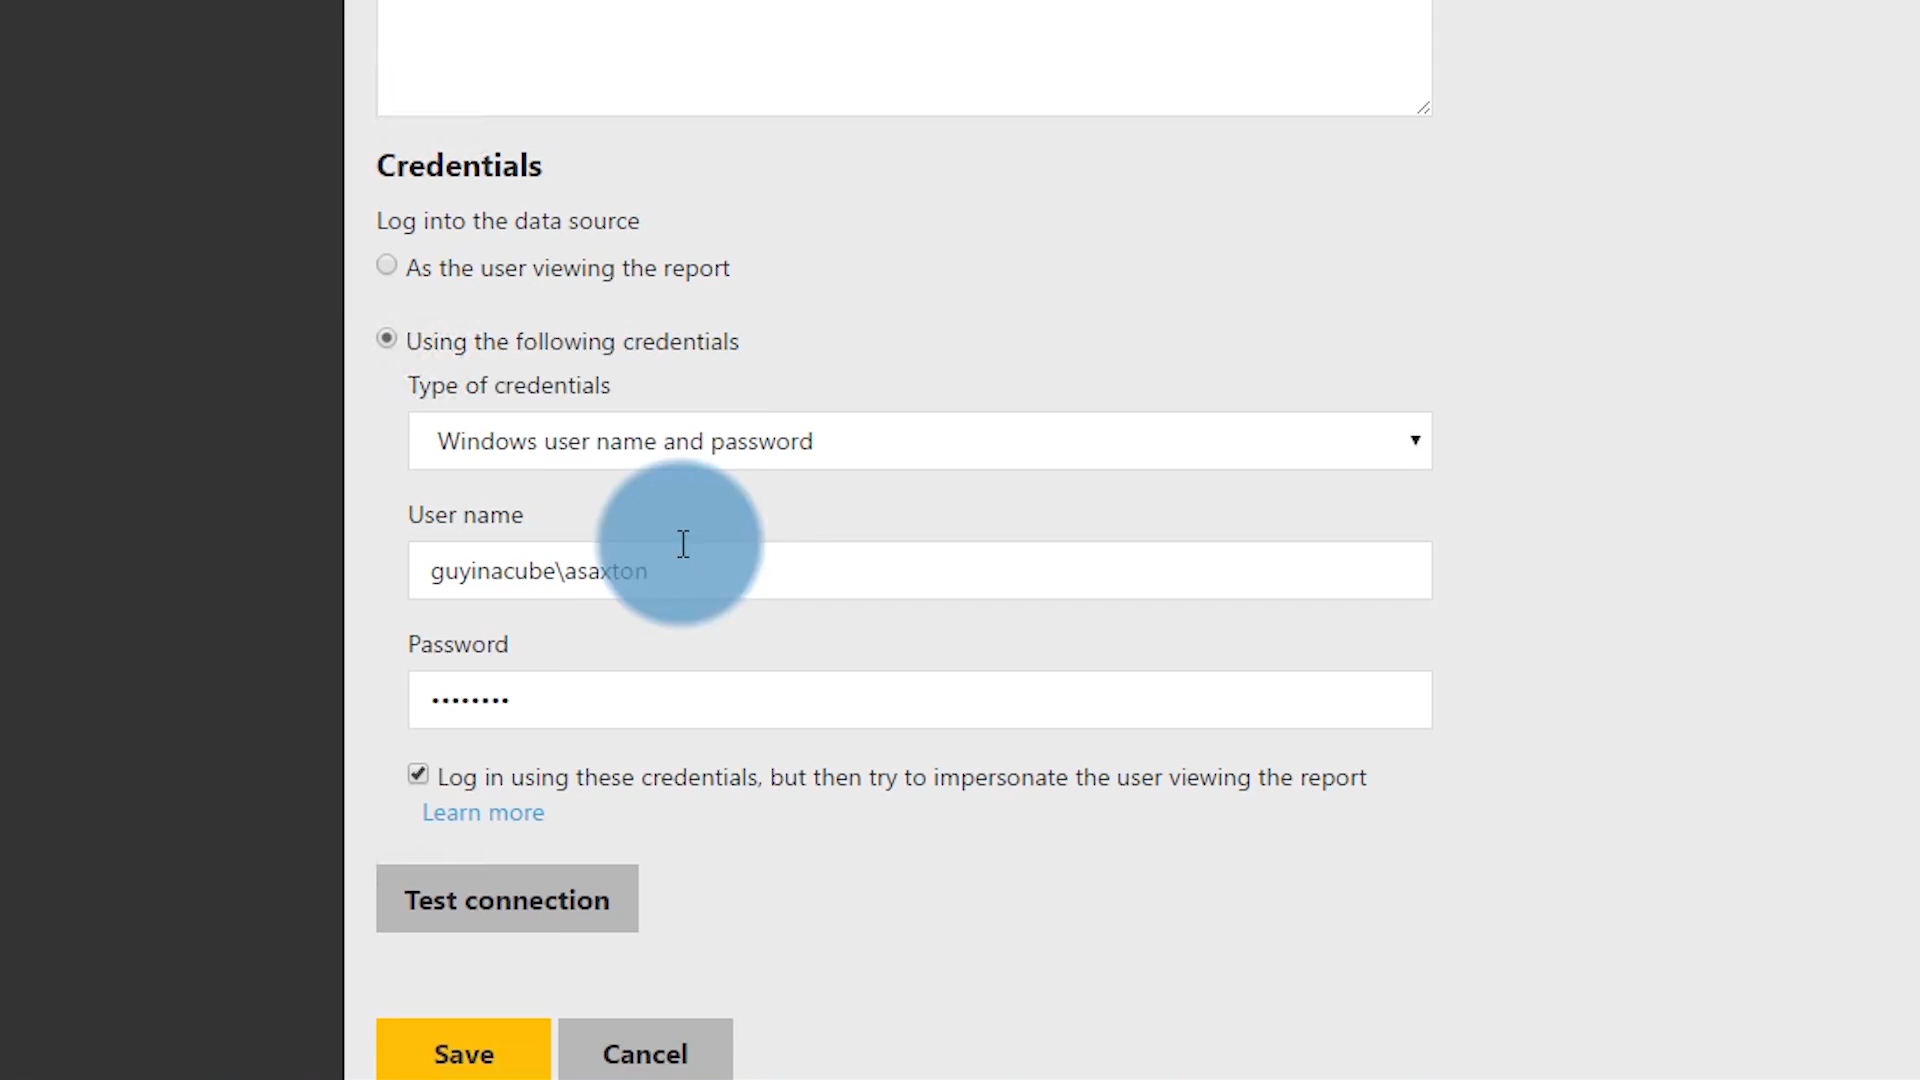 Credentials
Log into the data source
As the user viewing the report
Using the following credentials
Type of credentials
Windows user name and password
User name
guyinacube\asaxton
Password
••••••••
Log in using these credentials, but then try to impersonate the user viewing the report
Learn more
Test connection
Save
Cancel